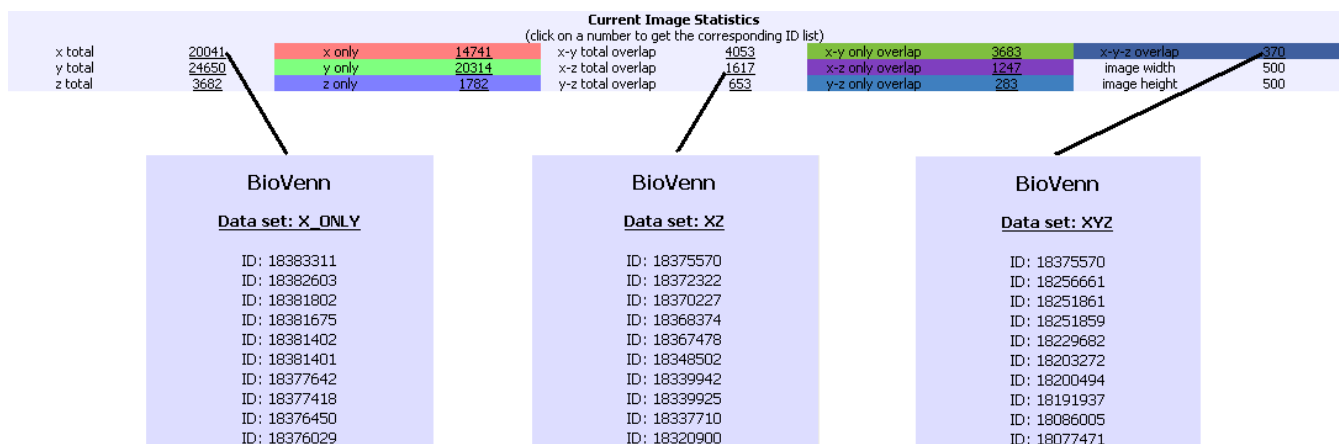 Current Image Statistics
(click on a number to get the corresponding ID list)
x total 20041 x only 14741 x-y total overlap 4053 x-y only overlap 3683 x-y-z overlap 370
y total 24650 y only 20314 x-z total overlap 1617 x-z only overlap 1247 image width 500
z total 3682 z only 1782 y-z total overlap 653 y-z only overlap 283 image height 500
BioVenn
Data set: X_ONLY
ID: 18383311
ID: 18382603
ID: 18381802
ID: 18381675
ID: 18381402
ID: 18381401
ID: 18377642
ID: 18377418
ID: 18376450
ID: 18376029
BioVenn
Data set: XZ
ID: 18375570
ID: 18372322
ID: 18370227
ID: 18368374
ID: 18367478
ID: 18348502
ID: 18339942
ID: 18339925
ID: 18337710
ID: 18320900
BioVenn
Data set: XYZ
ID: 18375570
ID: 18256661
ID: 18251861
ID: 18251859
ID: 18229682
ID: 18203272
ID: 18200494
ID: 18191937
ID: 18086005
ID: 18077471